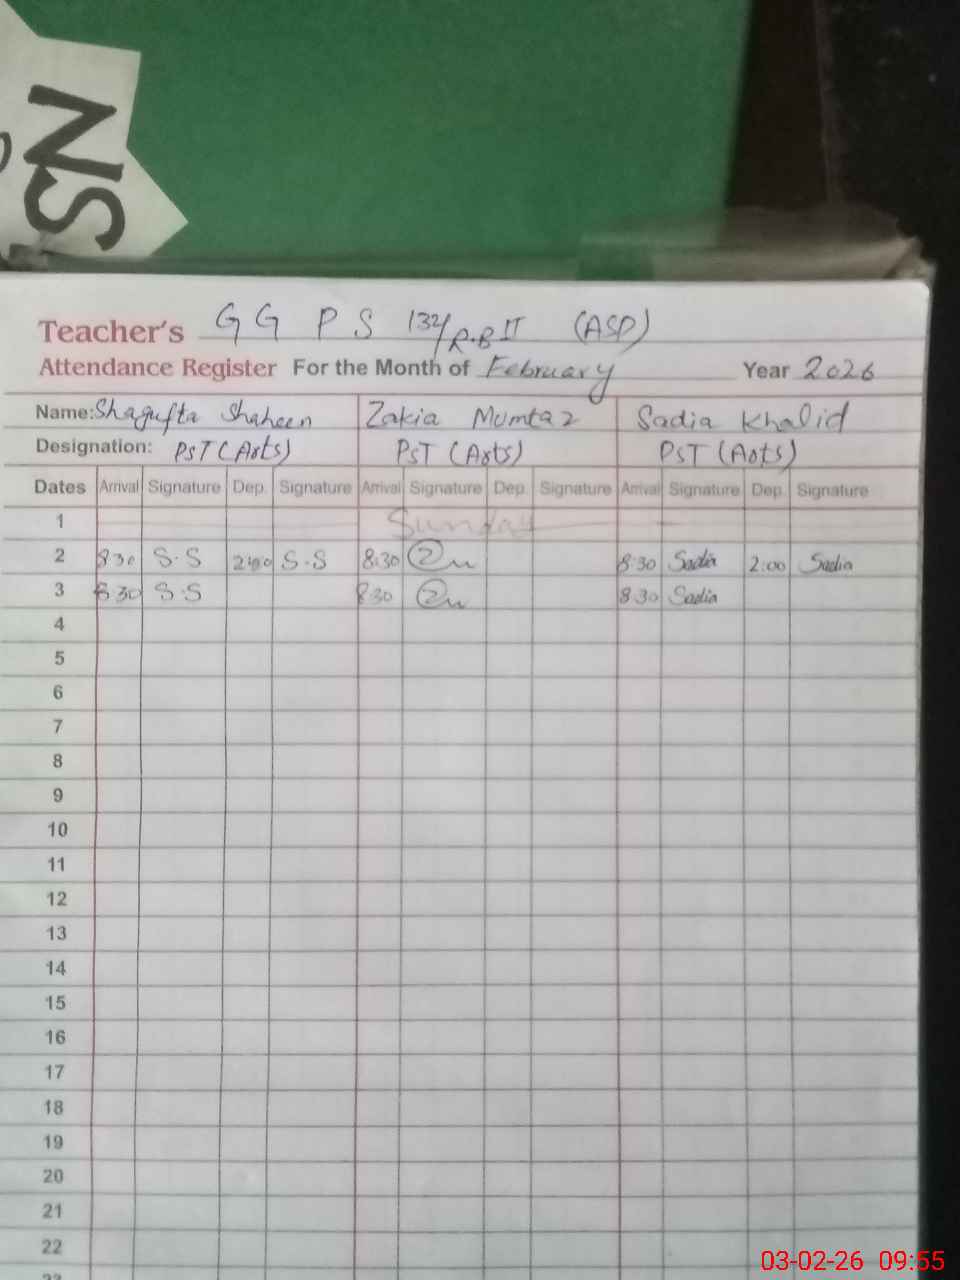 NS
Teacher's G G P S 132/R.B II (ASP)
Attendance Register For the Month of February Year 2026
Name: Shagufta Shaheen Zakia Mumtaz Sadia Khalid
Designation: PST (Arts) PST (Arts) PST (Arts)
Dates Arrival Signature Dep. Signature Arrival Signature Dep. Signature Arrival Signature Dep. Signature
1 Sunday
2 8:30 S.S 2:00 S.S 8:30 8:30 Sadia 2:00 Sadia
3 8:30 S.S 8:30 8:30 Sadia
4
5
6
7
8
9
10
11
12
13
14
15
16
17
18
19
20
21
22
23
03-02-26 09:55